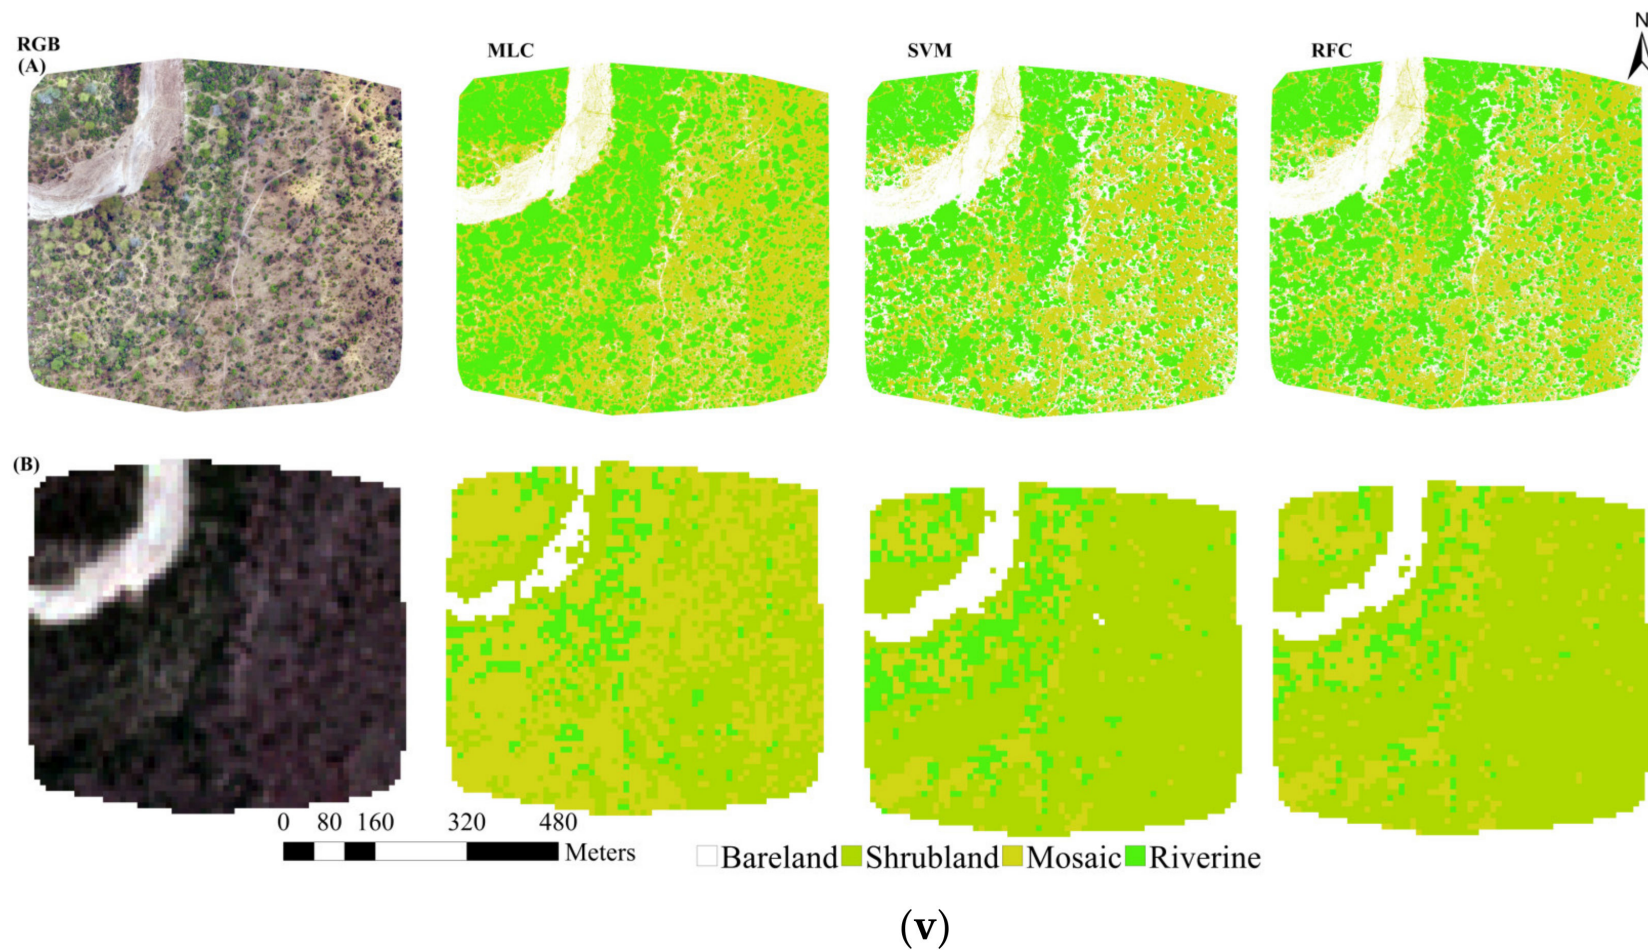 RGB
(A)
MLC
SVM
RFC
N
(B)
0 80 160 320 480
Meters
Bareland Shrubland Mosaic Riverine
(v)